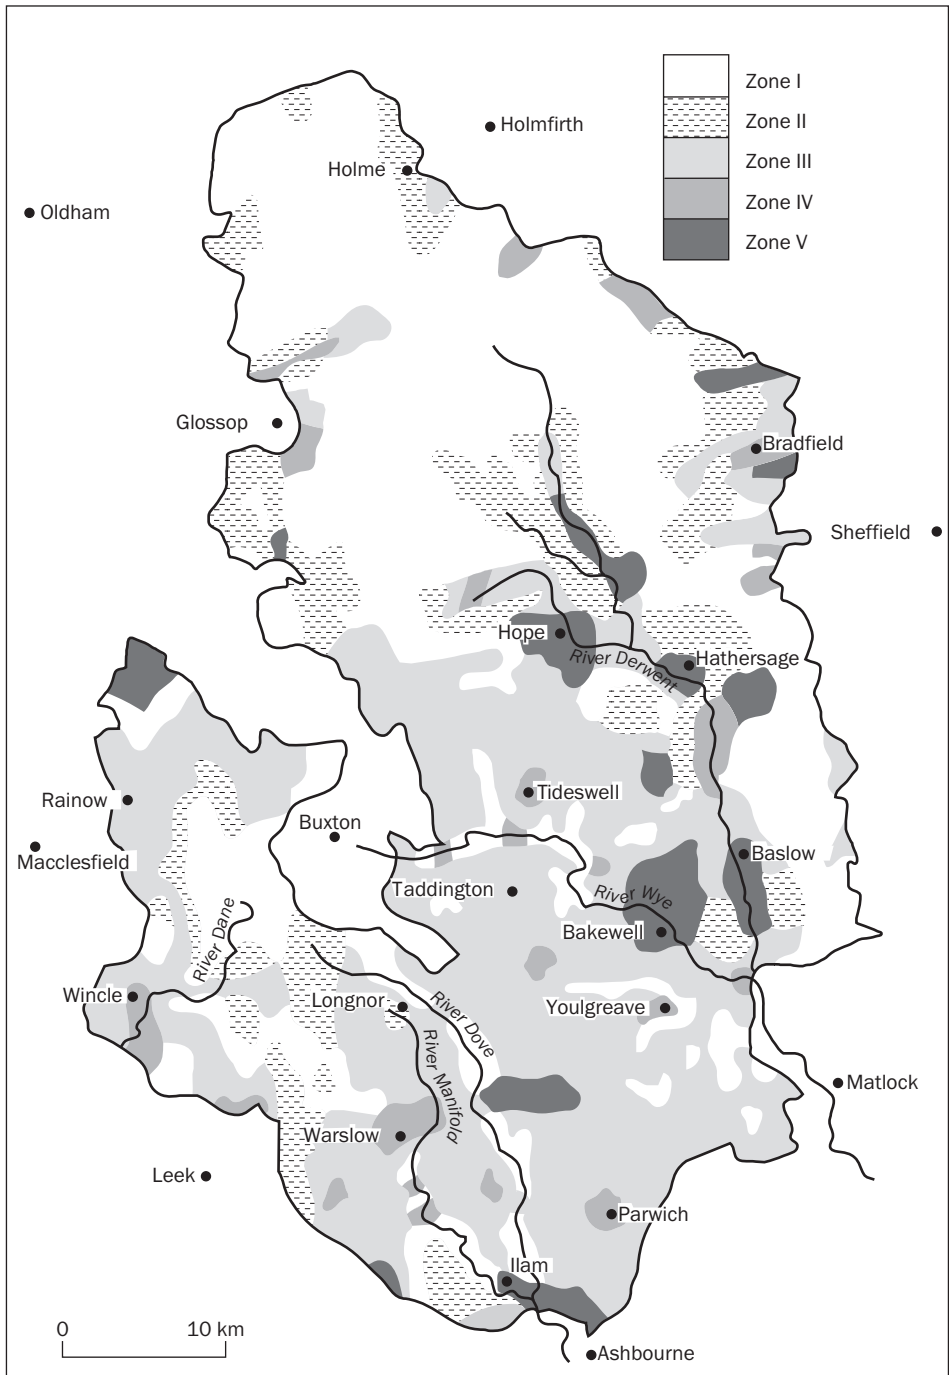 Zone I
Zone II
Zone III
Zone IV
Zone V
Holmfirth
Holme
Oldham
Glossop
Bradfield
Sheffield
Hope
River Derwent
Hathersage
Rainow
Tideswell
Buxton
Macclesfield
Baslow
Taddington
River Wye
River Dane
Bakewell
Wincle
Longnor
River Dove
Youlgreave
River Manifold
Matlock
Warslow
Leek
Parwich
Ilam
0 10 km
Ashbourne